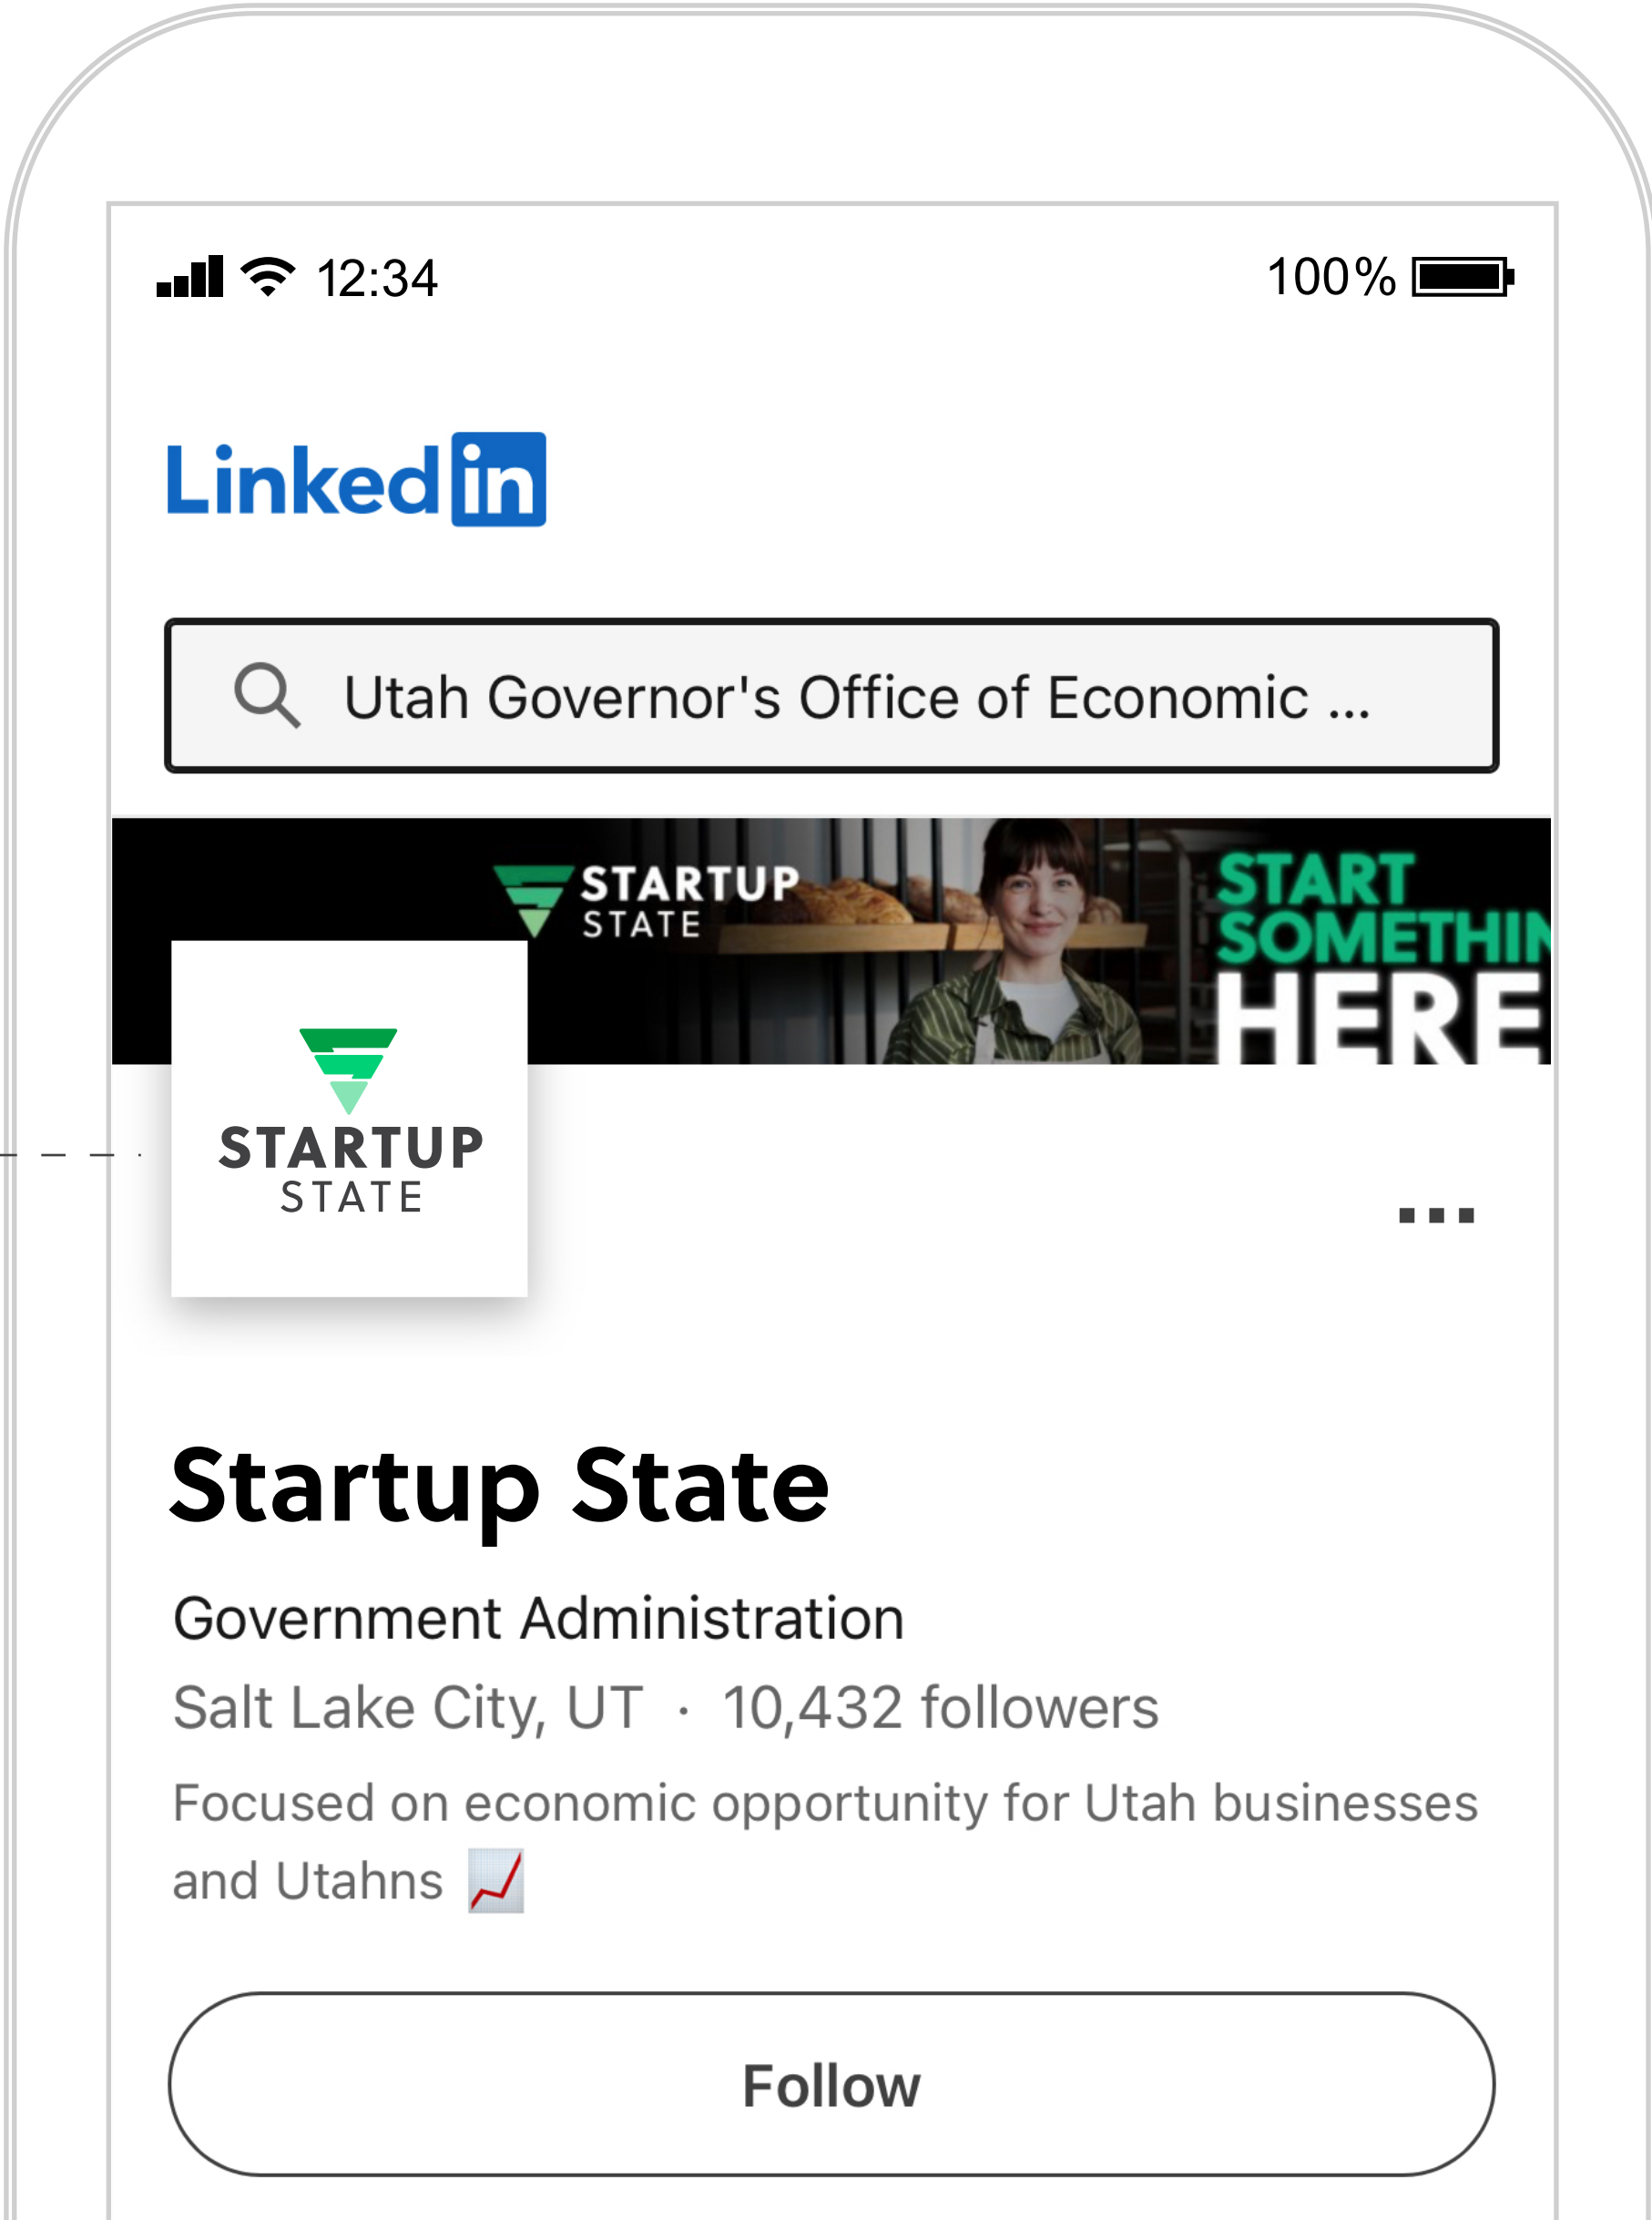 12:34 100%
Linkedin
Utah Governor's Office of Economic ...
STARTUP
STATE
START
SOMETHIN
HERE
STARTUP
STATE
Startup State
Government Administration
Salt Lake City, UT · 10,432 followers
Focused on economic opportunity for Utah businesses
and Utahns 📈
Follow